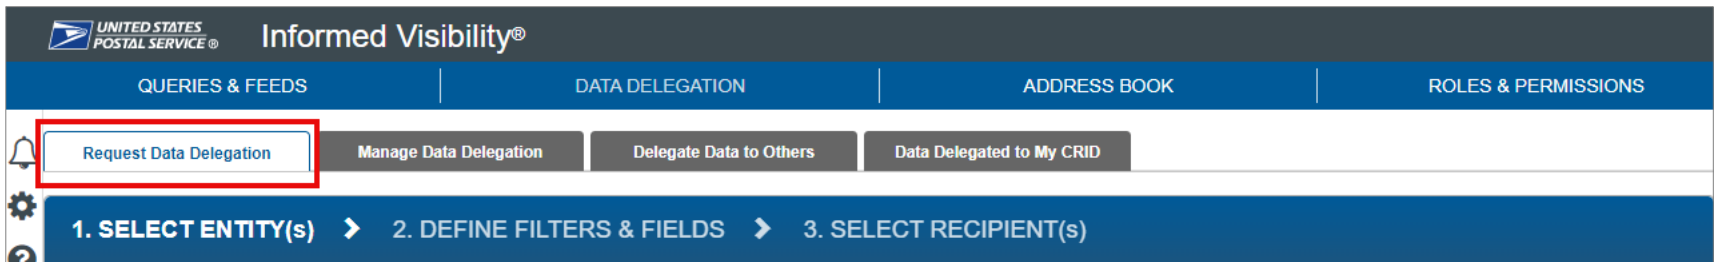 UNITED STATES
POSTAL SERVICE ®
Informed Visibility®
QUERIES & FEEDS
DATA DELEGATION
ADDRESS BOOK
ROLES & PERMISSIONS
Request Data Delegation
Manage Data Delegation
Delegate Data to Others
Data Delegated to My CRID
1. SELECT ENTITY(s)
2. DEFINE FILTERS & FIELDS
3. SELECT RECIPIENT(s)
?